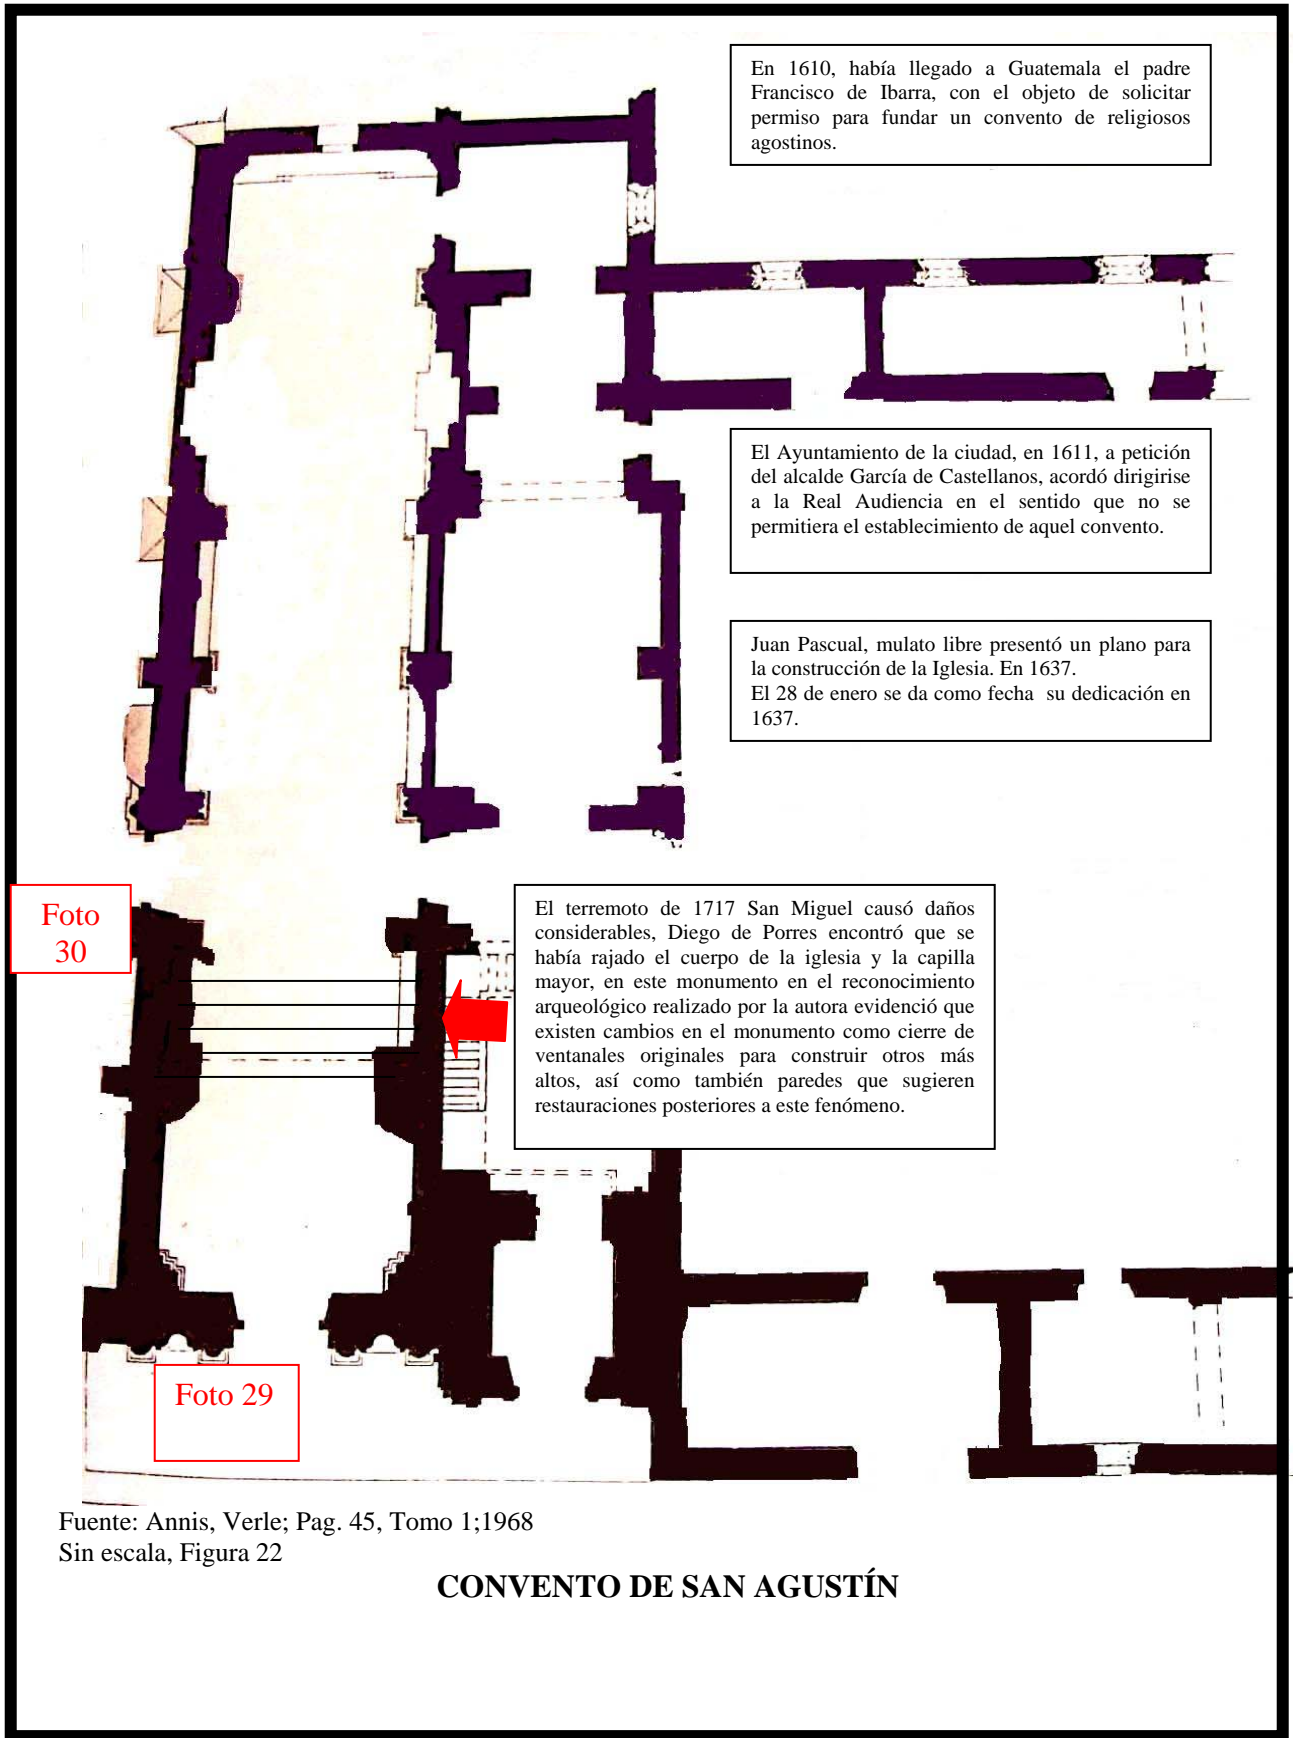 En 1610, había llegado a Guatemala el padre
Francisco de Ibarra, con el objeto de solicitar
permiso para fundar un convento de religiosos
agostinos.
El Ayuntamiento de la ciudad, en 1611, a petición
del alcalde García de Castellanos, acordó dirigirise
a la Real Audiencia en el sentido que no se
permitiera el establecimiento de aquel convento.
Juan Pascual, mulato libre presentó un plano para
la construcción de la Iglesia. En 1637.
El 28 de enero se da como fecha su dedicación en
1637.
Foto
30
El terremoto de 1717 San Miguel causó daños
considerables, Diego de Porres encontró que se
había rajado el cuerpo de la iglesia y la capilla
mayor, en este monumento en el reconocimiento
arqueológico realizado por la autora evidenció que
existen cambios en el monumento como cierre de
ventanales originales para construir otros más
altos, así como también paredes que sugieren
restauraciones posteriores a este fenómeno.
Foto 29
Fuente: Annis, Verle; Pag. 45, Tomo 1;1968
Sin escala, Figura 22
CONVENTO DE SAN AGUSTÍN